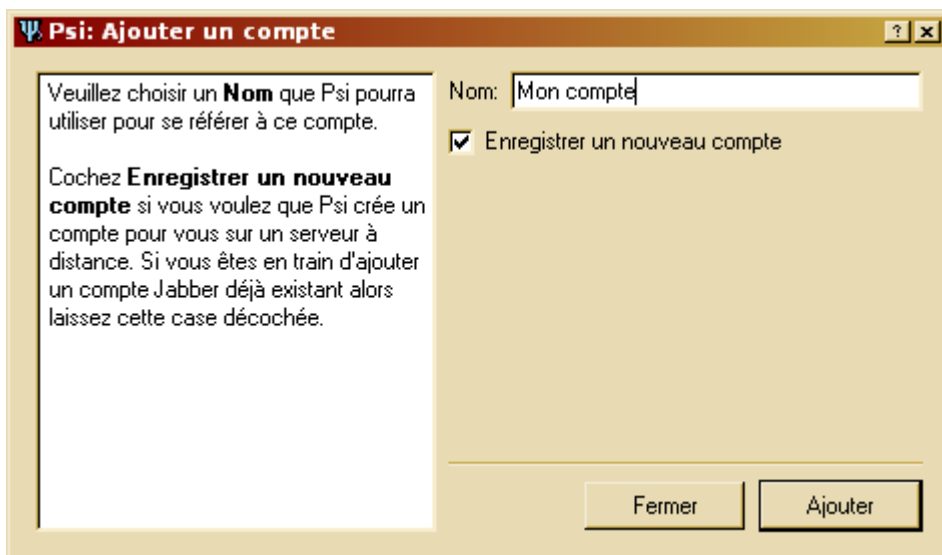 Psi: Ajouter un compte
Veuillez choisir un Nom que Psi pourra
utiliser pour se référer à ce compte.
Cochez Enregistrer un nouveau
compte si vous voulez que Psi crée un
compte pour vous sur un serveur à
distance. Si vous êtes en train d'ajouter
un compte Jabber déjà existant alors
laissez cette case décochée.
Nom: Mon compte
Enregistrer un nouveau compte
Fermer
Ajouter